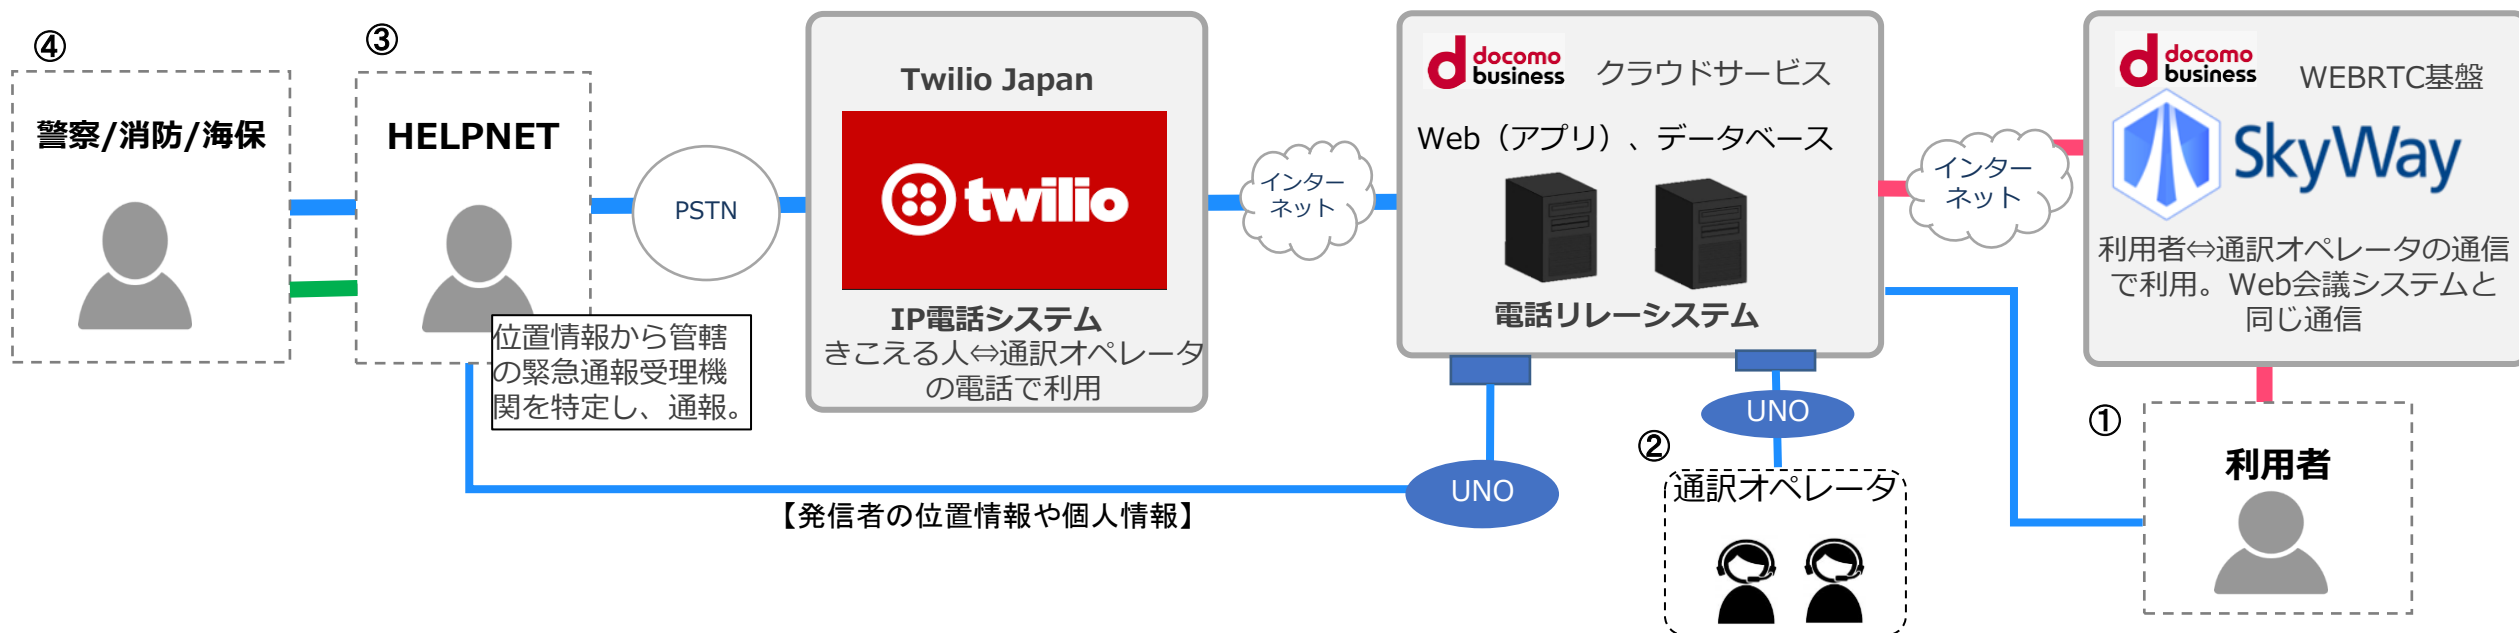 ④
警察/消防/海保
③
HELPNET
位置情報から管轄
の緊急通報受理機
関を特定し、通報。
PSTN
Twilio Japan
twilio
IP電話システム
きこえる人⇔通訳オペレータ
の電話で利用
インター
ネット
docomo
business
クラウドサービス
Web（アプリ）、データベース
電話リレーシステム
インター
ネット
docomo
business
WEBRTC基盤
SkyWay
利用者⇔通訳オペレータの通信
で利用。Web会議システムと
同じ通信
UNO
【発信者の位置情報や個人情報】
UNO
②
通訳オペレータ
①
利用者